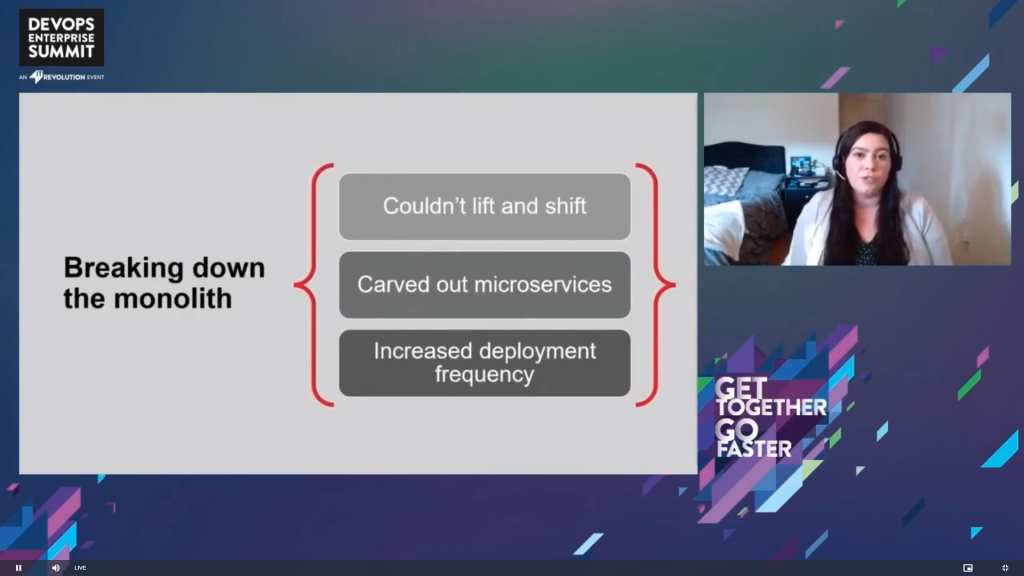 DEVOPS
ENTERPRISE
SUMMIT
AN IT REVOLUTION EVENT
Couldn't lift and shift
Breaking down
the monolith
Carved out microservices
Increased deployment
frequency
GET
TOGETHER
GO
FASTER
LIVE